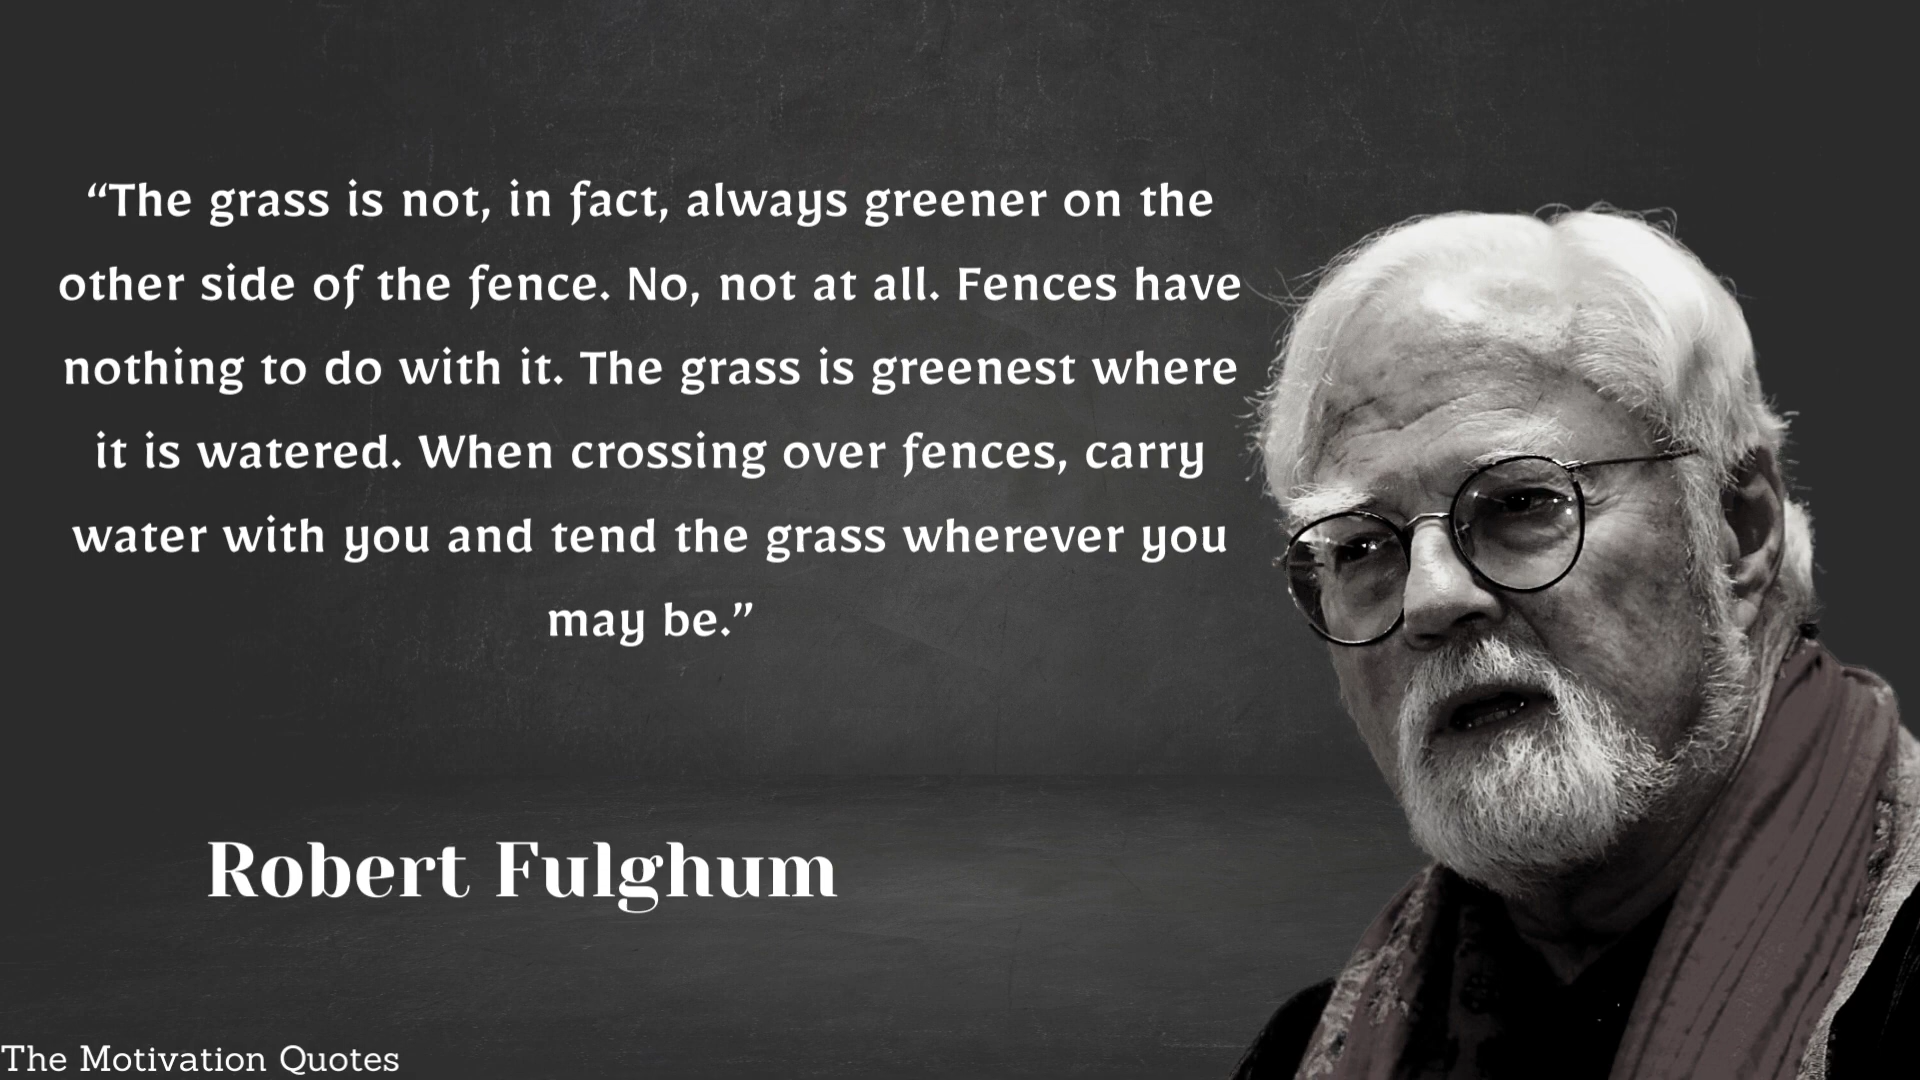 “The grass is not, in fact, always greener on the
other side of the fence. No, not at all. Fences have
nothing to do with it. The grass is greenest where
it is watered. When crossing over fences, carry
water with you and tend the grass wherever you
may be.”
Robert Fulghum
The Motivation Quotes